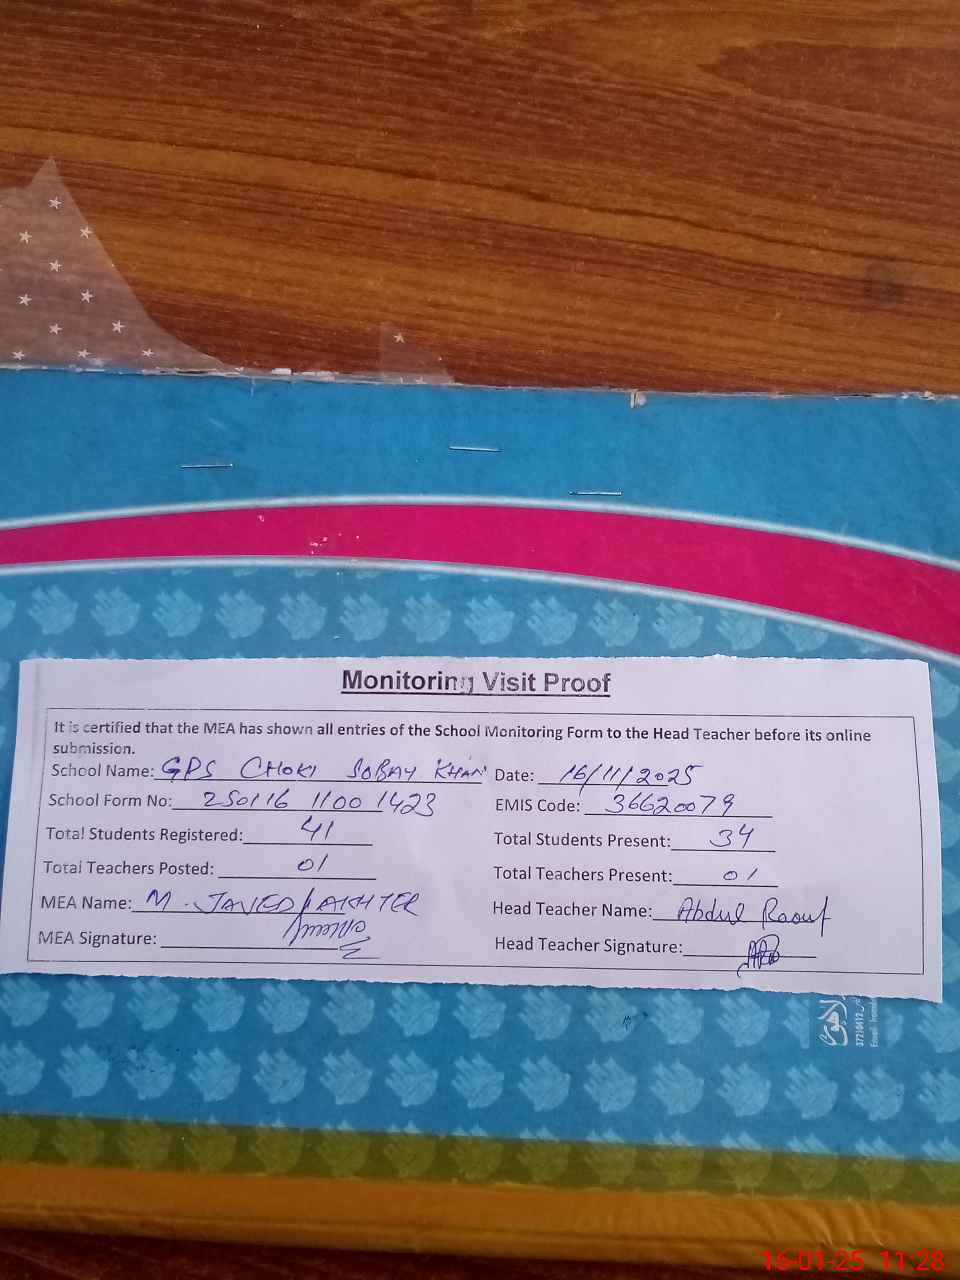 Monitoring Visit Proof
It is certified that the MEA has shown all entries of the School Monitoring Form to the Head Teacher before its online
submission.
School Name: GPS CHOKI SOBAY KHAN Date: 16/11/2025
School Form No: 250116 1100 1423 EMIS Code: 36620079
Total Students Registered: 41 Total Students Present: 34
Total Teachers Posted: 01 Total Teachers Present: 01
MEA Name: M. JAVED AKHTER Head Teacher Name: Abdul Raouf
MEA Signature: Head Teacher Signature:
لاہور
37210412
Email:
16-01-25 11:28